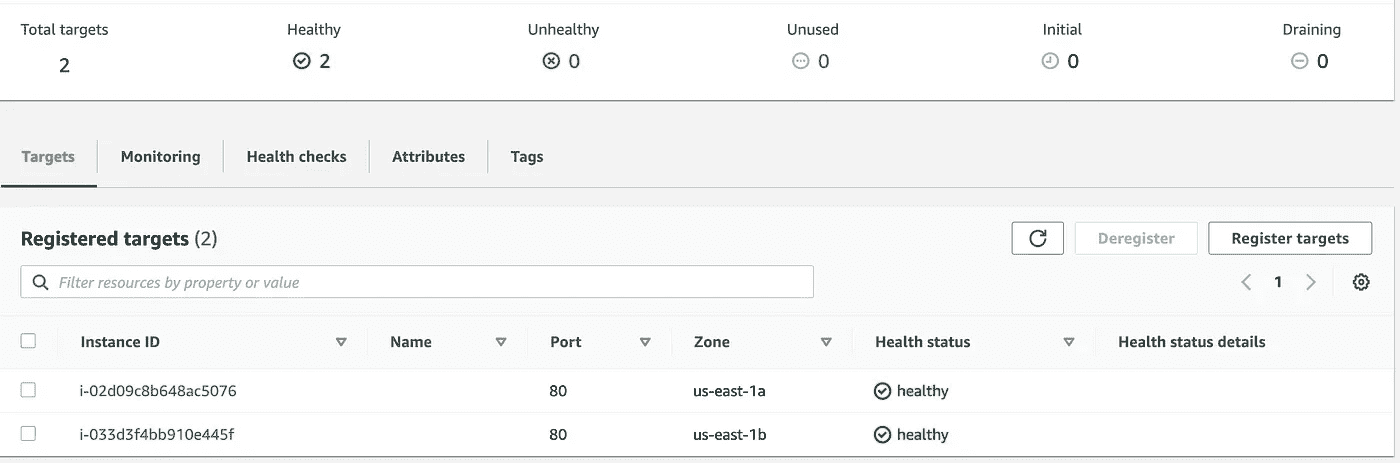 Total targets Healthy Unhealthy Unused Initial Draining
2 2 0 0 0 0
Targets Monitoring Health checks Attributes Tags
Registered targets (2) Deregister Register targets
Filter resources by property or value 1
Instance ID Name Port Zone Health status Health status details
i-02d09c8b648ac5076 80 us-east-1a healthy
i-033d3f4bb910e445f 80 us-east-1b healthy